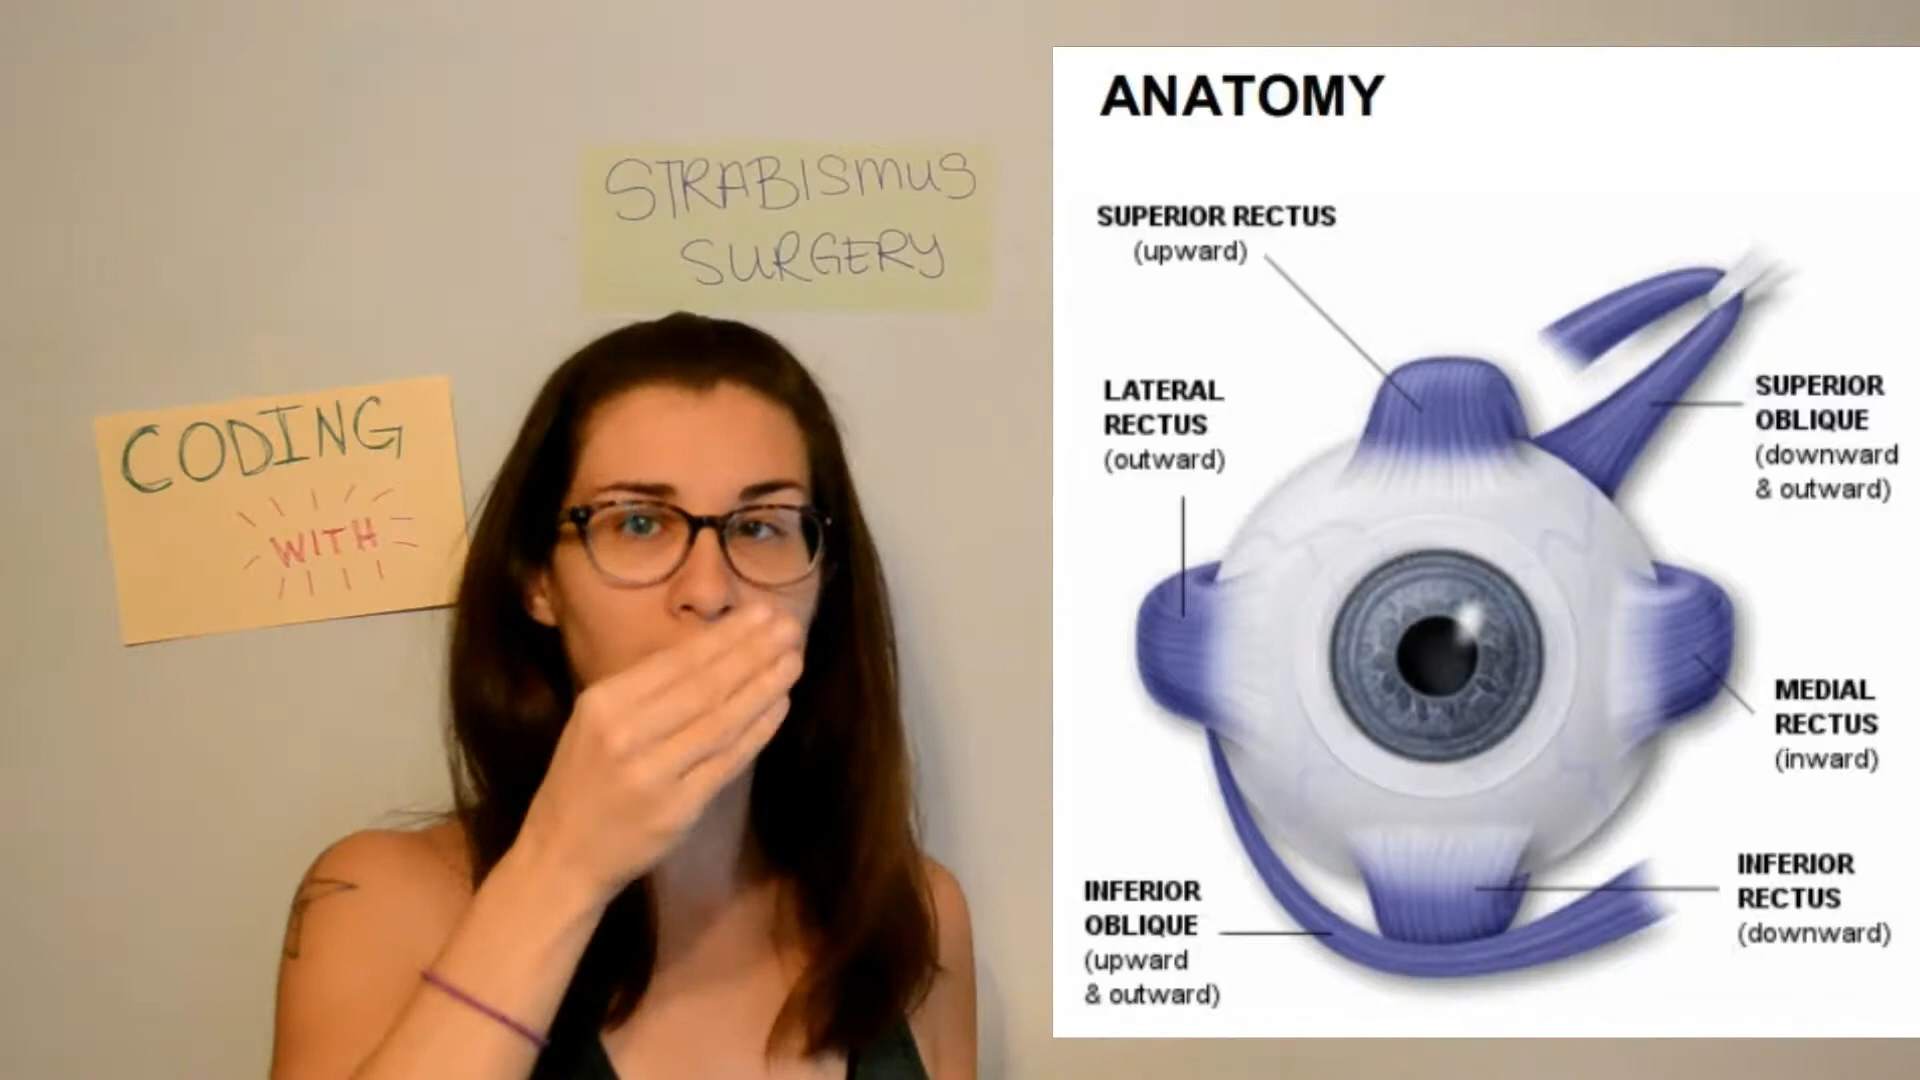 STRABISMUS
SURGERY
CODING
WITH
ANATOMY
SUPERIOR RECTUS
(upward)
LATERAL
RECTUS
(outward)
SUPERIOR
OBLIQUE
(downward
& outward)
MEDIAL
RECTUS
(inward)
INFERIOR
OBLIQUE
(upward
& outward)
INFERIOR
RECTUS
(downward)